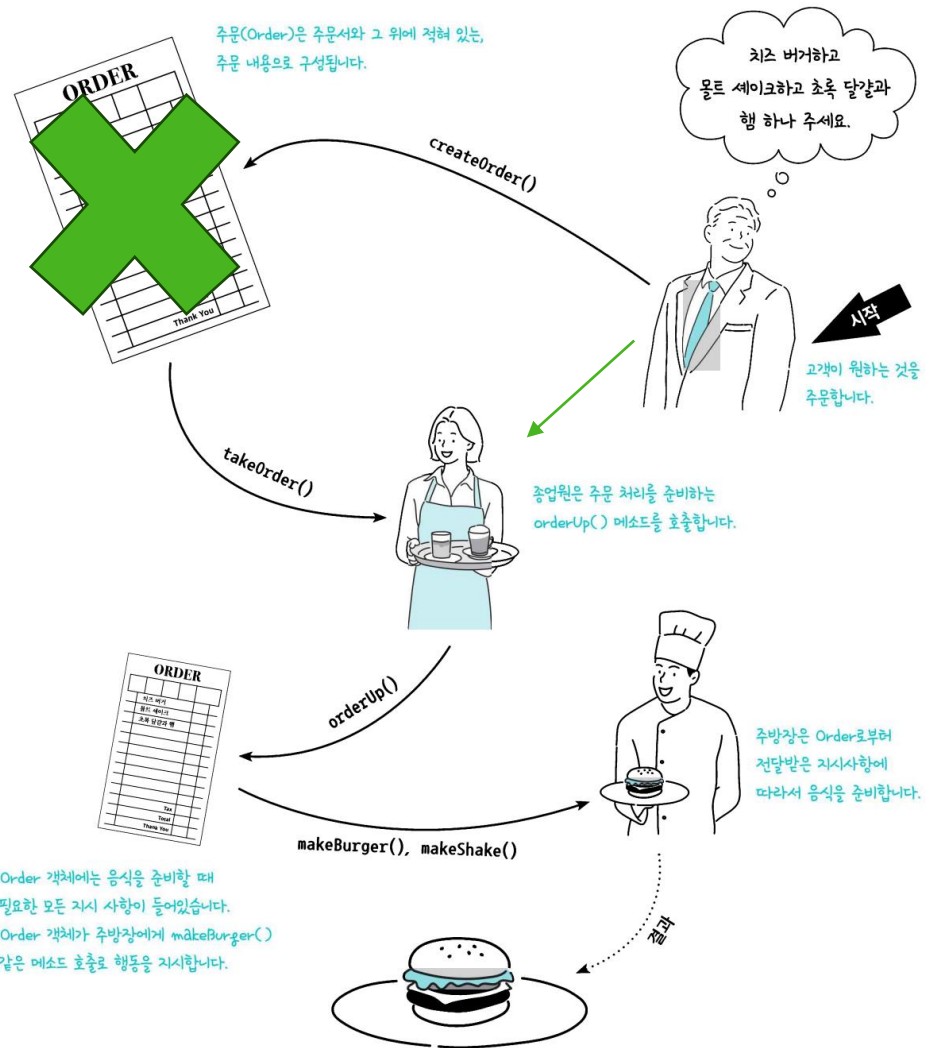 주문(Order)은 주문서와 그 위에 적혀 있는,
주문 내용으로 구성됩니다.
ORDER
Thank You
createOrder()
치즈 버거하고
몰트 셰이크하고 초록 달걀과
햄 하나 주세요.
시작
고객이 원하는 것을
주문합니다.
takeOrder()
종업원은 주문 처리를 준비하는
orderUp() 메소드를 호출합니다.
orderUp()
ORDER
치즈 버거
몰트 셰이크
초록 달걀과 햄
Tax
Total
Thank You
makeBurger(), makeShake()
주방장은 Order로부터
전달받은 지시사항에
따라서 음식을 준비합니다.
Order 객체에는 음식을 준비할 때
필요한 모든 지시 사항이 들어있습니다.
Order 객체가 주방장에게 makeBurger()
같은 메소드 호출로 행동을 지시합니다.
결과